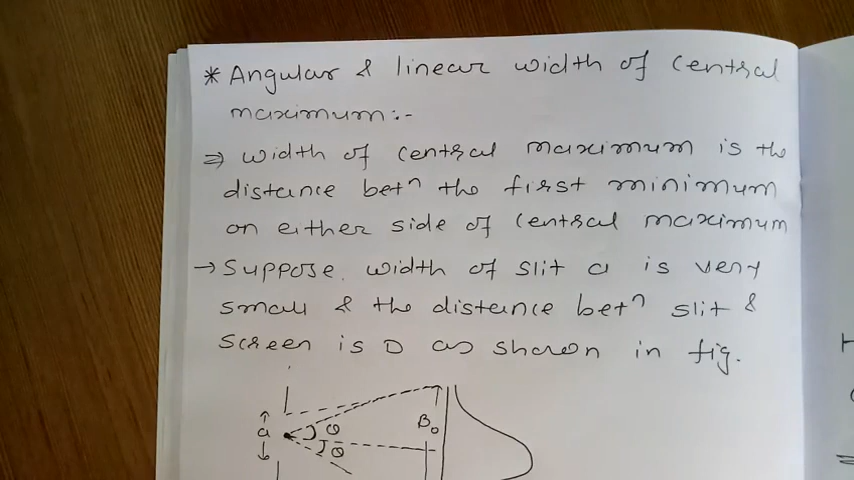 * Angular & linear width of central
maximum:-
⇒ width of central maximum is the
distance betⁿ the first minimum
on either side of central maximum
→ Suppose width of slit a is very
small & the distance betⁿ slit &
screen is D as shown in fig.
a
θ
θ
β₀